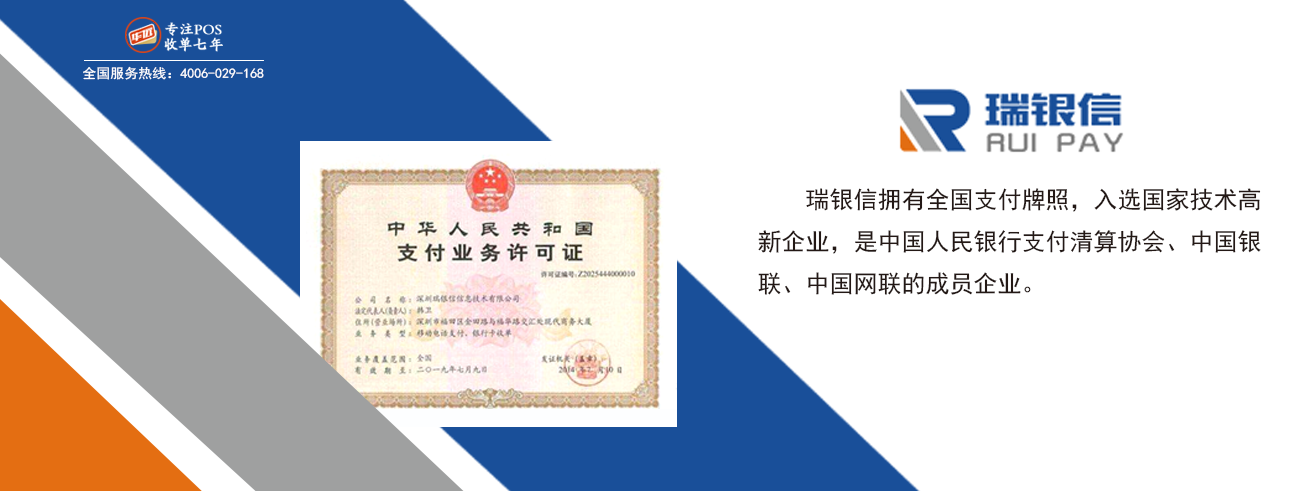 华远
专注POS
收单七年
全国服务热线：4006-029-168
中华人民共和国
支付业务许可证
许可证编号：Z2025444000010
公司名称：深圳瑞银信信息技术有限公司
法定代表人(负责人)：韩卫
住所(营业场所)：深圳市福田区金田路与福华路交汇处现代商务大厦
业务类型：移动电话支付、银行卡收单
业务覆盖范围：全国
有效期至：二〇一九年七月九日
发证机关（盖章）
2014 年7 月10 日
瑞银信
RUI PAY
瑞银信拥有全国支付牌照，入选国家技术高
新企业，是中国人民银行支付清算协会、中国银
联、中国网联的成员企业。